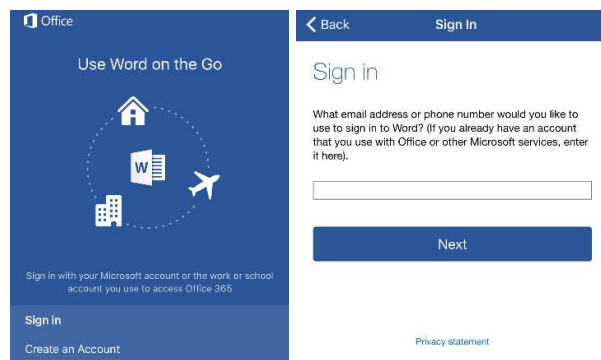 Office
Use Word on the Go
W
Sign in with your Microsoft account or the work or school
account you use to access Office 365
Sign in
Create an Account
Back
Sign In
Sign in
What email address or phone number would you like to
use to sign in to Word? (If you already have an account
that you use with Office or other Microsoft services, enter
it here).
Next
Privacy statement